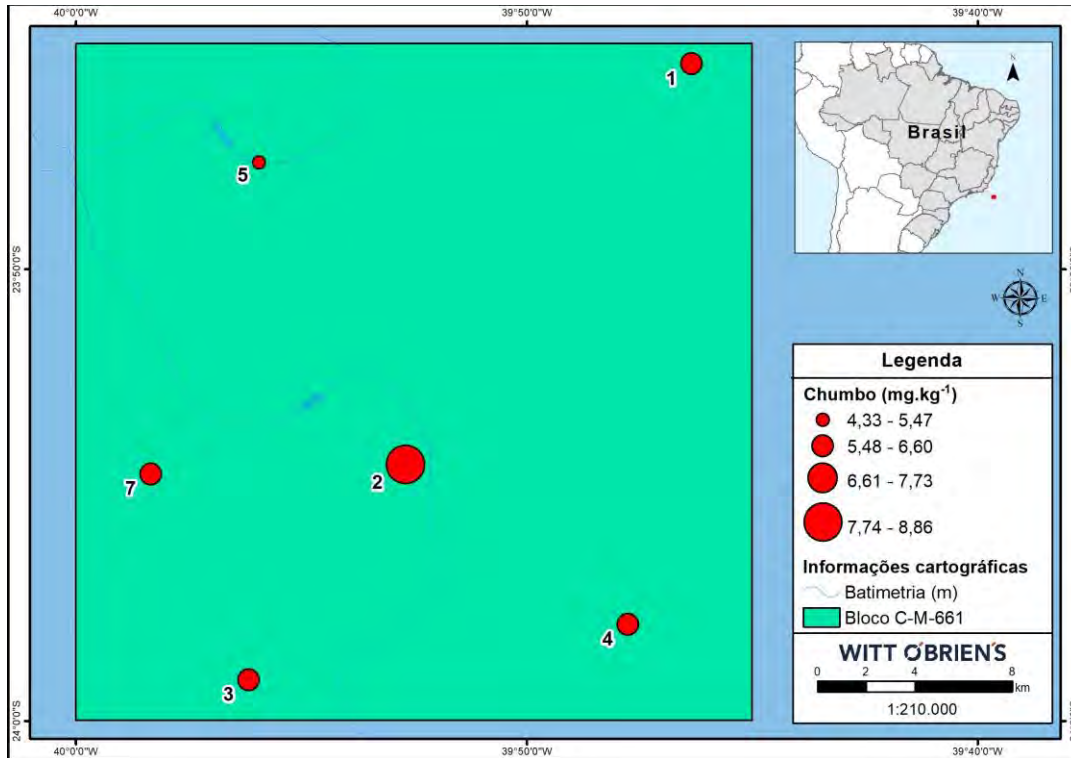 40°0'0"W
39°50'0"W
39°40'0"W
1
5
7
2
4
3
23°50'0"S
24°0'0"S
40°0'0"W
39°50'0"W
39°40'0"W
N
Brasil
N
W
E
S
Legenda
Chumbo (mg.kg⁻¹)
4,33 - 5,47
5,48 - 6,60
6,61 - 7,73
7,74 - 8,86
Informações cartográficas
Batimetria (m)
Bloco C-M-661
WITT O'BRIEN'S
0 2 4 8
km
1:210.000